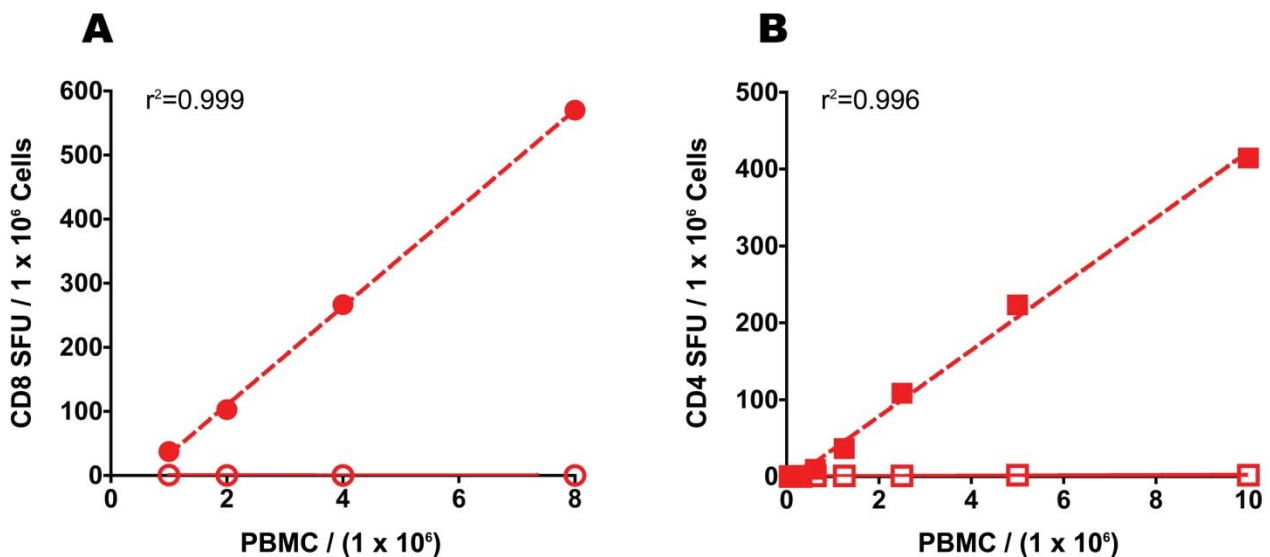 A
r²=0.999
CD8 SFU / 1 x 10⁶ Cells
600
500
400
300
200
100
0
0 2 4 6 8
PBMC / (1 x 10⁶)
B
r²=0.996
CD4 SFU / 1 x 10⁶ Cells
500
400
300
200
100
0
0 2 4 6 8 10
PBMC / (1 x 10⁶)